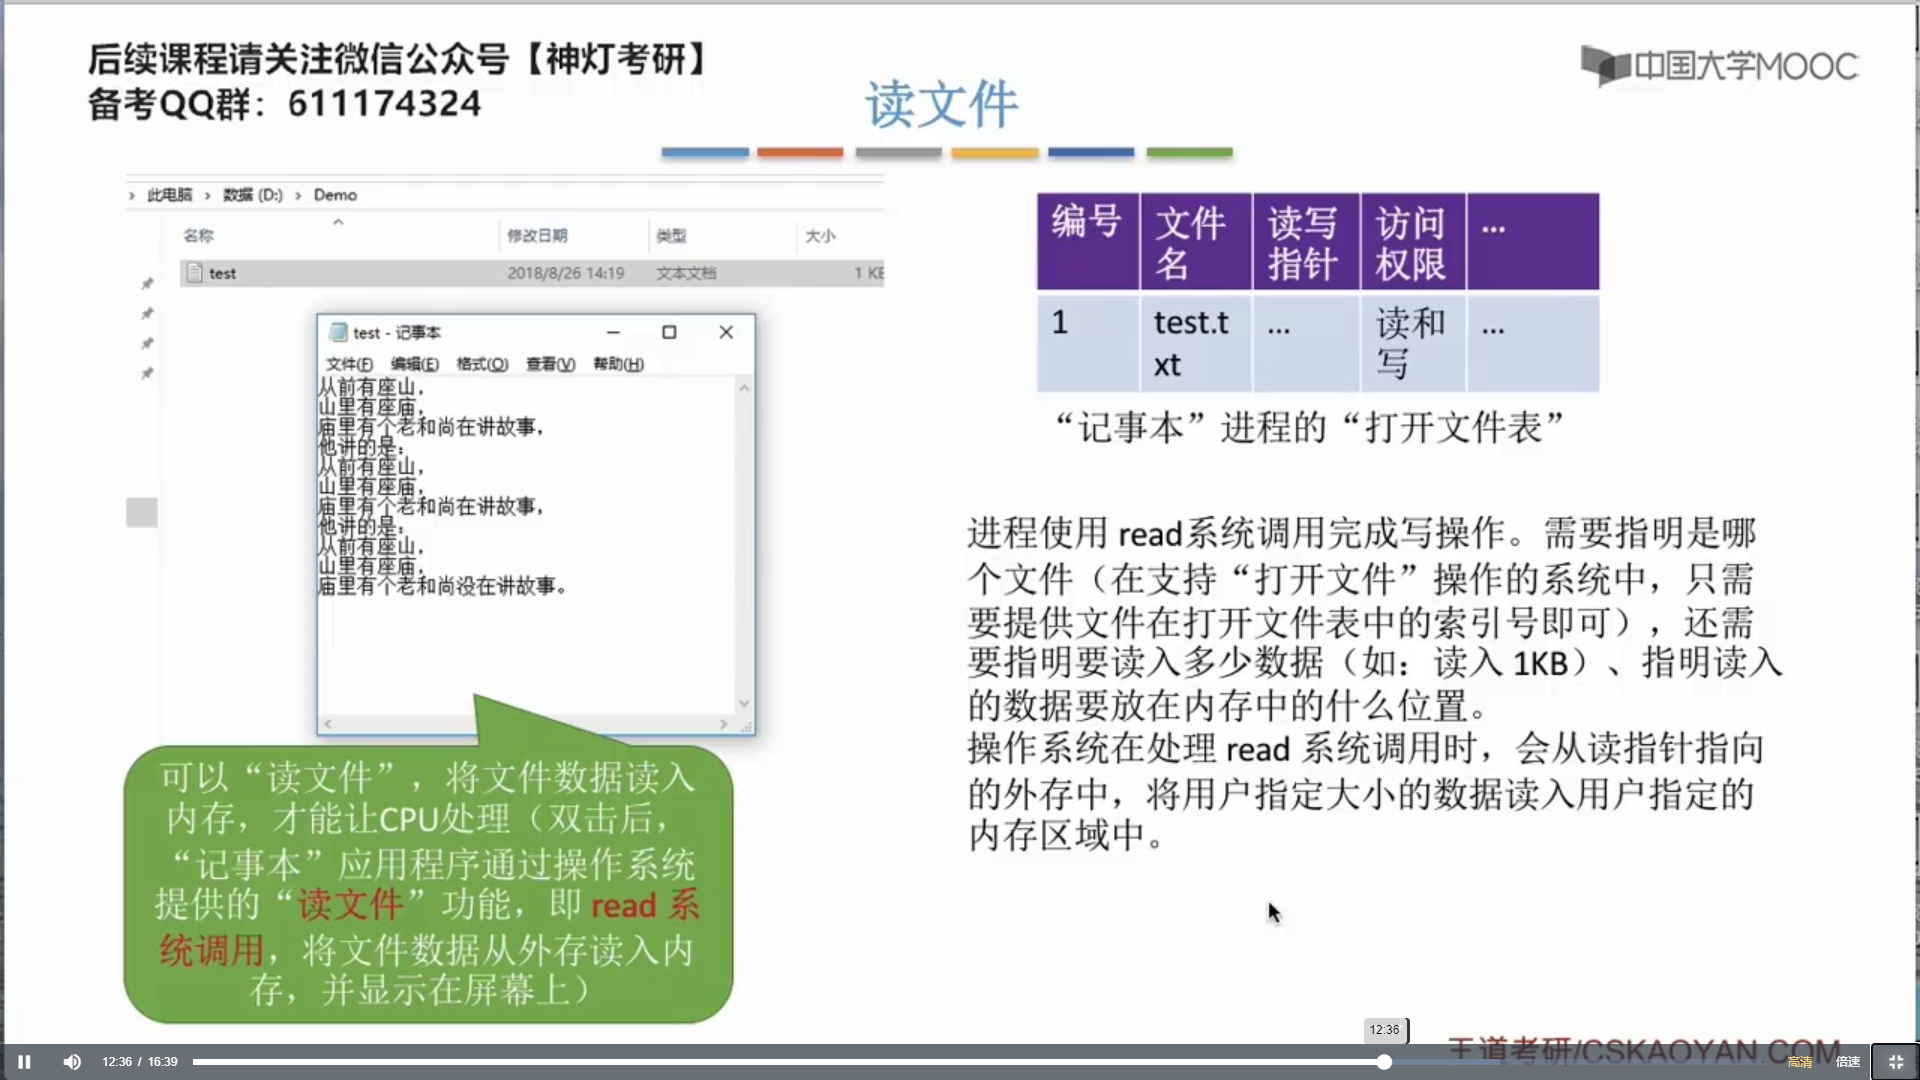 后续课程请关注微信公众号【神灯考研】
备考QQ群：611174324
中国大学MOOC
读文件
此电脑 › 数据 (D:) › Demo
名称 修改日期 类型 大小
test 2018/8/26 14:19 文本文档 1 KB
test - 记事本
文件(F) 编辑(E) 格式(O) 查看(V) 帮助(H)
从前有座山，
山里有座庙，
庙里有个老和尚在讲故事，
他讲的是：
从前有座山，
山里有座庙，
庙里有个老和尚在讲故事，
他讲的是：
从前有座山，
山里有座庙，
庙里有个老和尚没在讲故事。
可以“读文件”，将文件数据读入
内存，才能让CPU处理（双击后，
“记事本”应用程序通过操作系统
提供的“读文件”功能，即 read 系
统调用，将文件数据从外存读入内
存，并显示在屏幕上）
编号 文件名 读写指针 访问权限 ...
1 test.txt ... 读和写 ...
“记事本”进程的“打开文件表”
进程使用 read系统调用完成写操作。需要指明是哪
个文件（在支持“打开文件”操作的系统中，只需
要提供文件在打开文件表中的索引号即可），还需
要指明要读入多少数据（如：读入 1KB）、指明读入
的数据要放在内存中的什么位置。
操作系统在处理 read 系统调用时，会从读指针指向
的外存中，将用户指定大小的数据读入用户指定的
内存区域中。
12:36
王道考研/CSKAOYAN.COM
12:36 / 16:39
高清 倍速